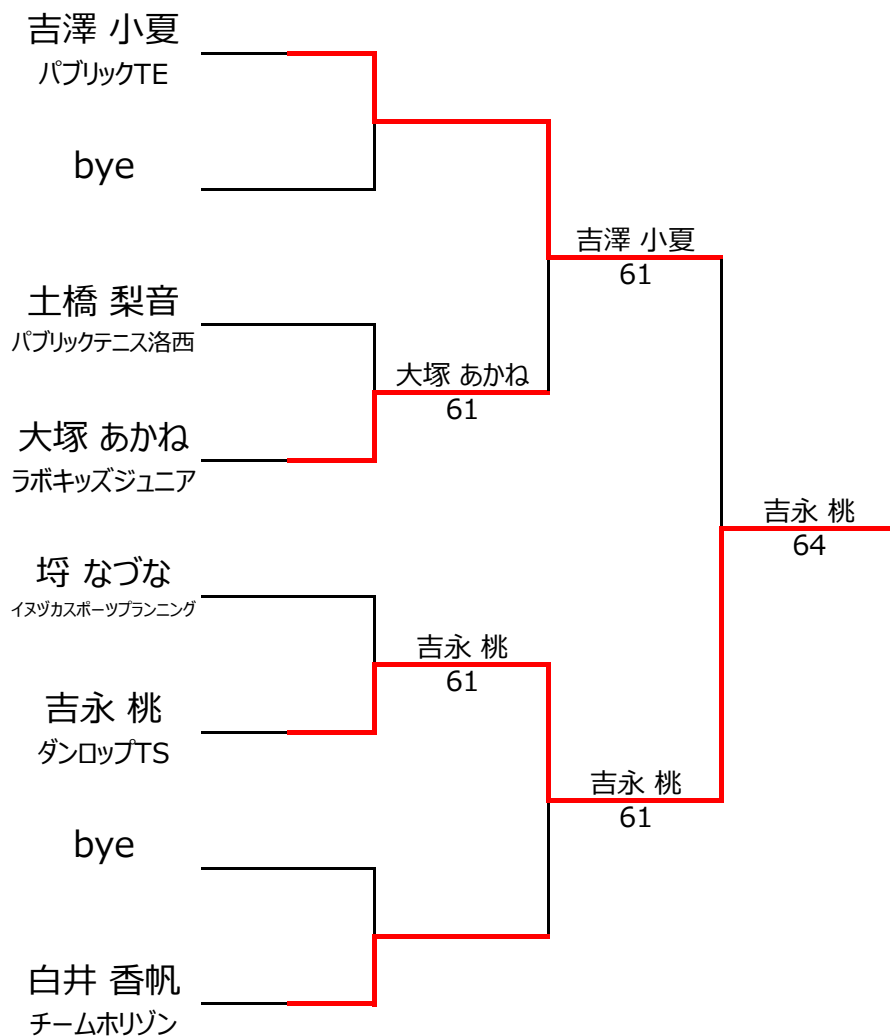 吉澤 小夏
パブリックTE
bye
土橋 梨音
パブリックテニス洛西
大塚 あかね
ラボキッズジュニア
埒 なづな
イヌヅカスポーツプランニング
吉永 桃
ダンロップTS
bye
白井 香帆
チームホリゾン
大塚 あかね
61
吉永 桃
61
吉澤 小夏
61
吉永 桃
61
吉永 桃
64